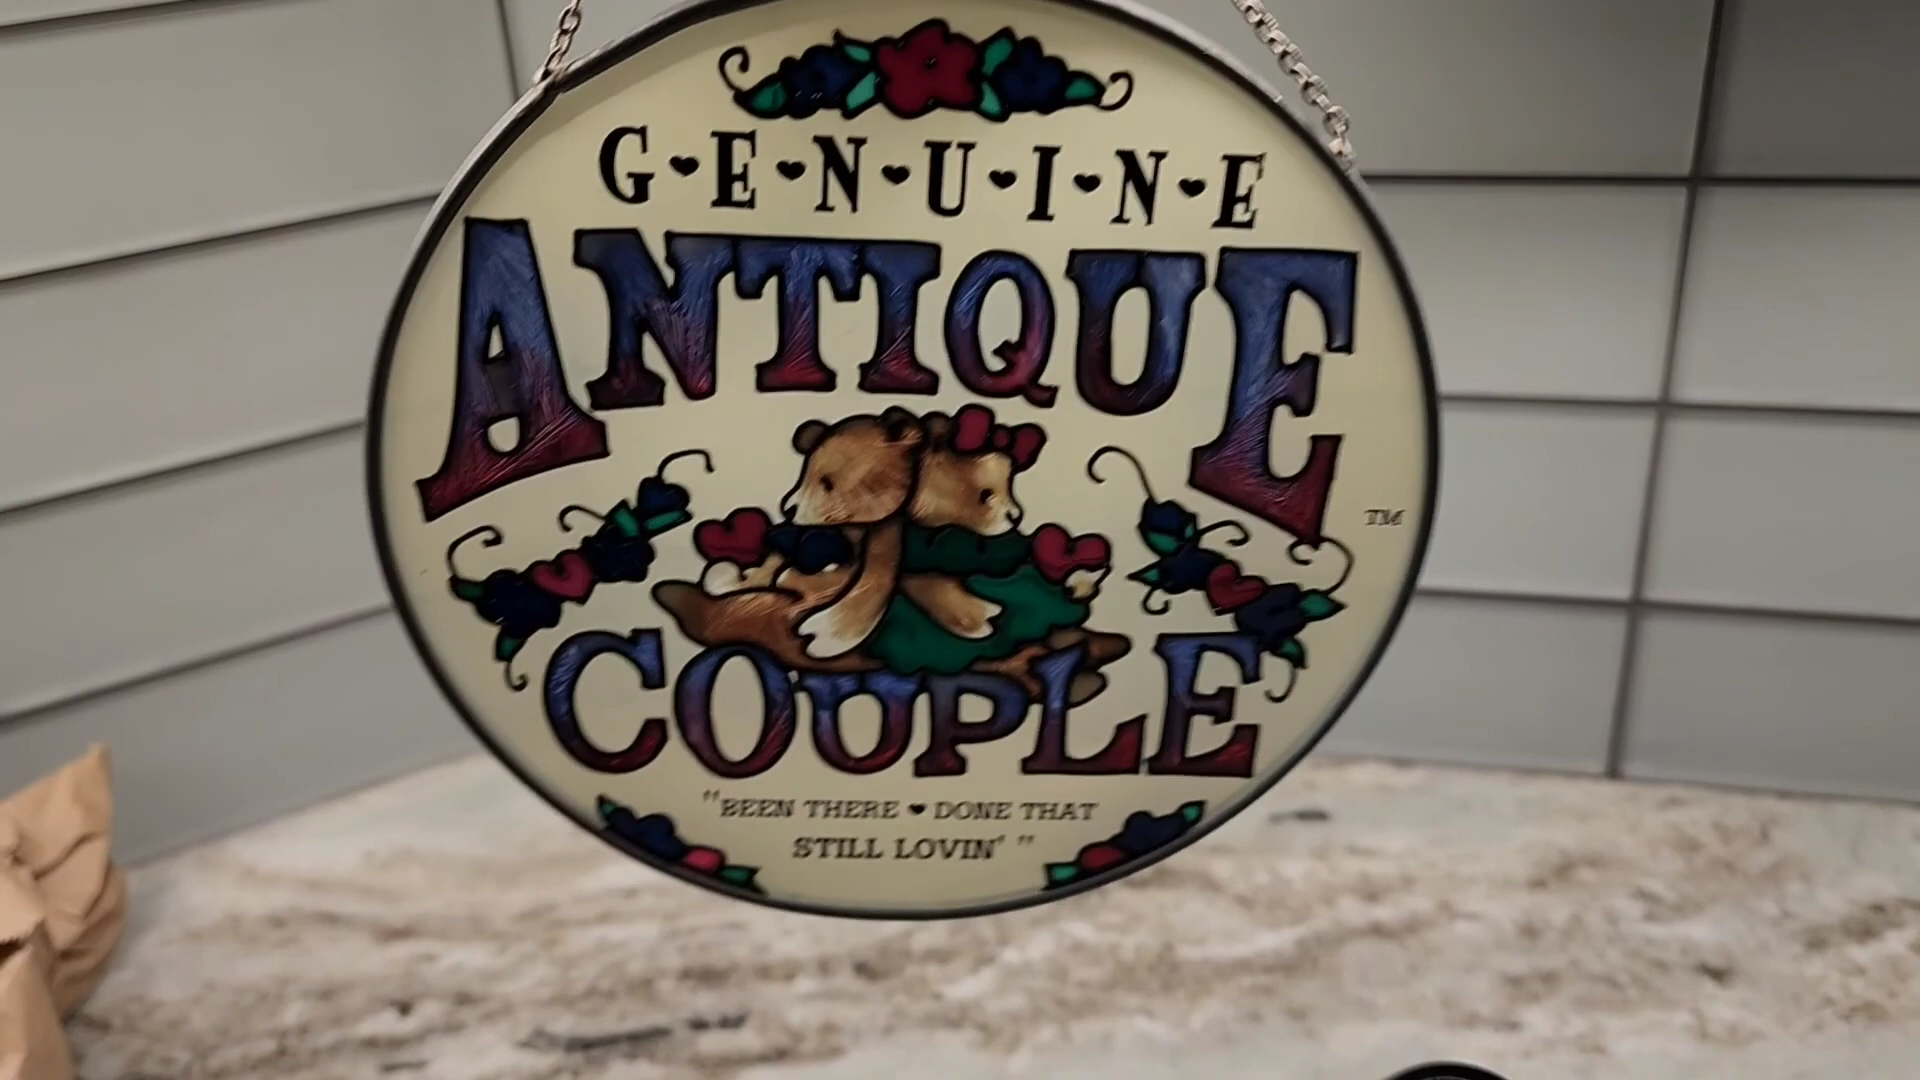 G♥E♥N♥U♥I♥N♥E
ANTIQUE
TM
COUPLE
"BEEN THERE ♥ DONE THAT
STILL LOVIN' "